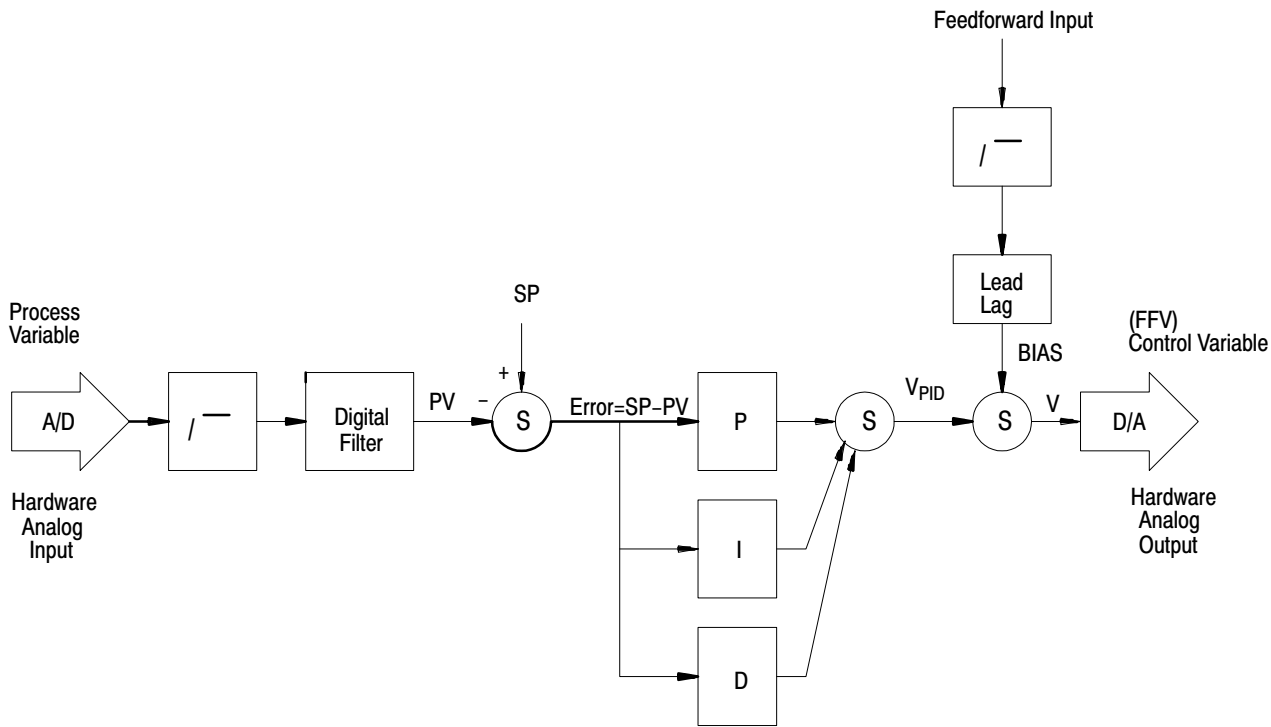 Feedforward Input
Lead
Lag
BIAS
(FFV)
Control Variable
Process
Variable
SP
A/D
Digital
Filter
PV
+
−
S
Error=SP−PV
P
S
V_PID
S
V
D/A
Hardware
Analog
Input
I
Hardware
Analog
Output
D